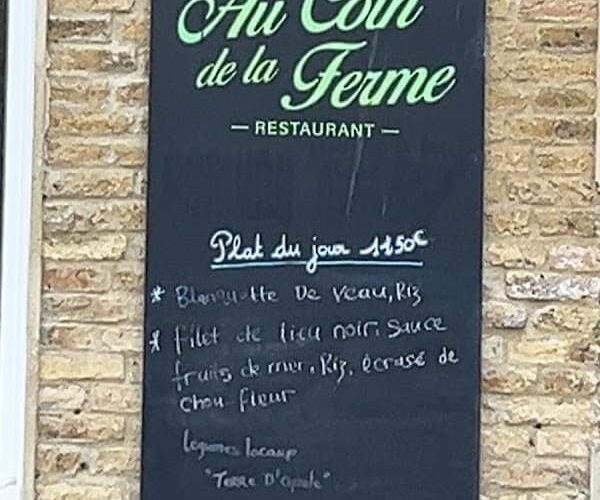 Au Coin
de la Ferme
— RESTAURANT —
Plat du jour 11.50€
* Blanquette De Veau, Riz
* filet de lieu noir, sauce
fruits de mer, Riz, écrasé de
chou fleur
légumes locaux
"Terre D'Opale"